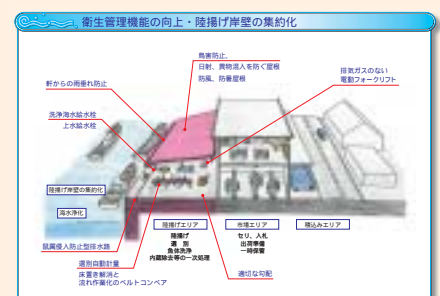 衛生管理機能の向上・陸揚げ岸壁の集約化
鳥害防止、
日射、異物混入を防ぐ屋根
防風、防暑屋根
排気ガスのない
電動フォークリフト
軒からの雨垂れ防止
洗浄海水給水栓
上水給水栓
陸揚げ岸壁の集約化
海水浄化
陸揚げエリア
市場エリア
積込みエリア
陸揚げ
選 別
魚体洗浄
内蔵除去等の一次処理
セリ、入札
出荷準備
一時保管
鼠属侵入防止型排水路
選別自動計量
床置き解消と
流れ作業化のベルトコンベア
適切な勾配